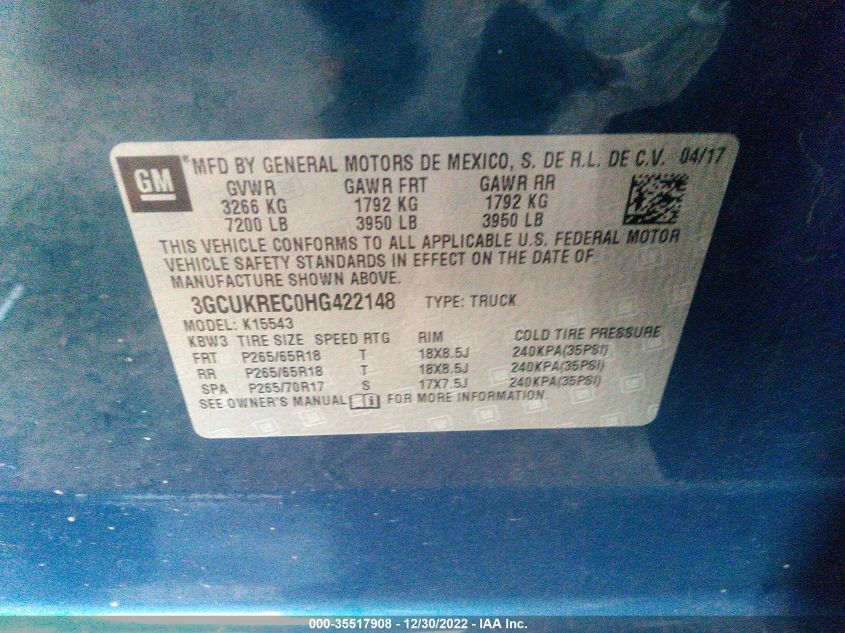 GM
*MFD BY GENERAL MOTORS DE MEXICO, S. DE R.L. DE C.V. 04/17
GVWR GAWR FRT GAWR RR
3266 KG 1792 KG 1792 KG
7200 LB 3950 LB 3950 LB
THIS VEHICLE CONFORMS TO ALL APPLICABLE U.S. FEDERAL MOTOR
VEHICLE SAFETY STANDARDS IN EFFECT ON THE DATE OF
MANUFACTURE SHOWN ABOVE.
3GCUKREC0HG422148 TYPE: TRUCK
MODEL: K15543
KBW3 TIRE SIZE SPEED RTG RIM COLD TIRE PRESSURE
FRT P265/65R18 T 18X8.5J 240KPA(35PSI)
RR P265/65R18 T 18X8.5J 240KPA(35PSI)
SPA P265/70R17 S 17X7.5J 240KPA(35PSI)
SEE OWNER'S MANUAL FOR MORE INFORMATION.
000-35517908 - 12/30/2022 - IAA Inc.